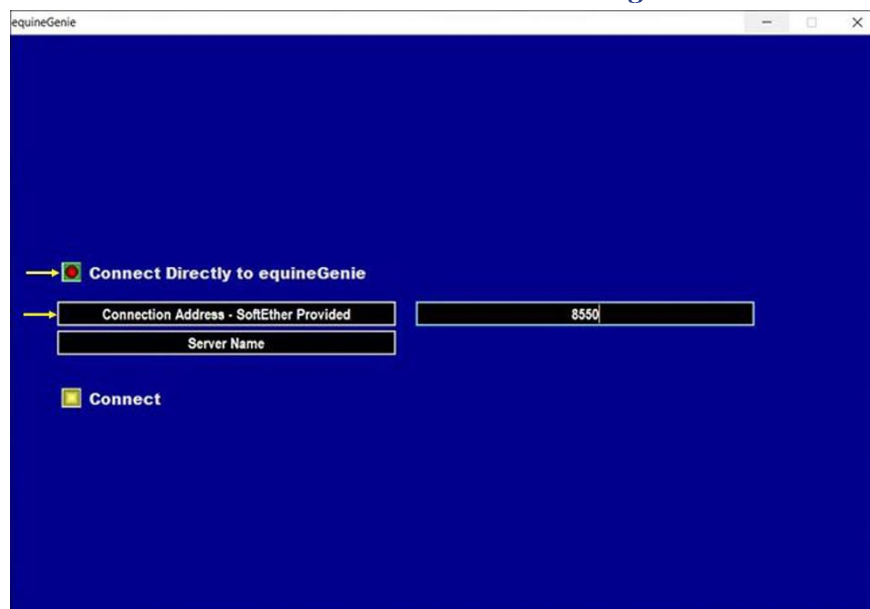 equineGenie
Connect Directly to equineGenie
Connection Address - SoftEther Provided 8550
Server Name
Connect